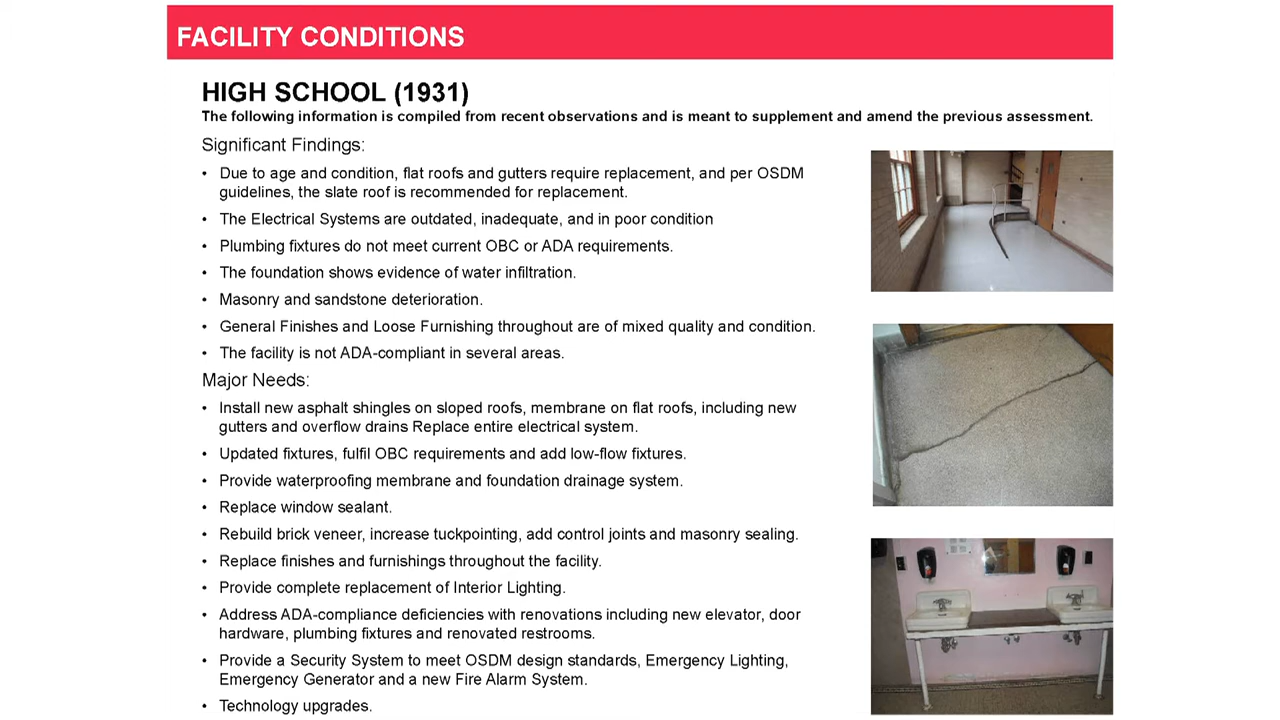 FACILITY CONDITIONS
HIGH SCHOOL (1931)
The following information is compiled from recent observations and is meant to supplement and amend the previous assessment.
Significant Findings:
• Due to age and condition, flat roofs and gutters require replacement, and per OSDM
guidelines, the slate roof is recommended for replacement.
• The Electrical Systems are outdated, inadequate, and in poor condition
• Plumbing fixtures do not meet current OBC or ADA requirements.
• The foundation shows evidence of water infiltration.
• Masonry and sandstone deterioration.
• General Finishes and Loose Furnishing throughout are of mixed quality and condition.
• The facility is not ADA-compliant in several areas.
Major Needs:
• Install new asphalt shingles on sloped roofs, membrane on flat roofs, including new
gutters and overflow drains Replace entire electrical system.
• Updated fixtures, fulfil OBC requirements and add low-flow fixtures.
• Provide waterproofing membrane and foundation drainage system.
• Replace window sealant.
• Rebuild brick veneer, increase tuckpointing, add control joints and masonry sealing.
• Replace finishes and furnishings throughout the facility.
• Provide complete replacement of Interior Lighting.
• Address ADA-compliance deficiencies with renovations including new elevator, door
hardware, plumbing fixtures and renovated restrooms.
• Provide a Security System to meet OSDM design standards, Emergency Lighting,
Emergency Generator and a new Fire Alarm System.
• Technology upgrades.